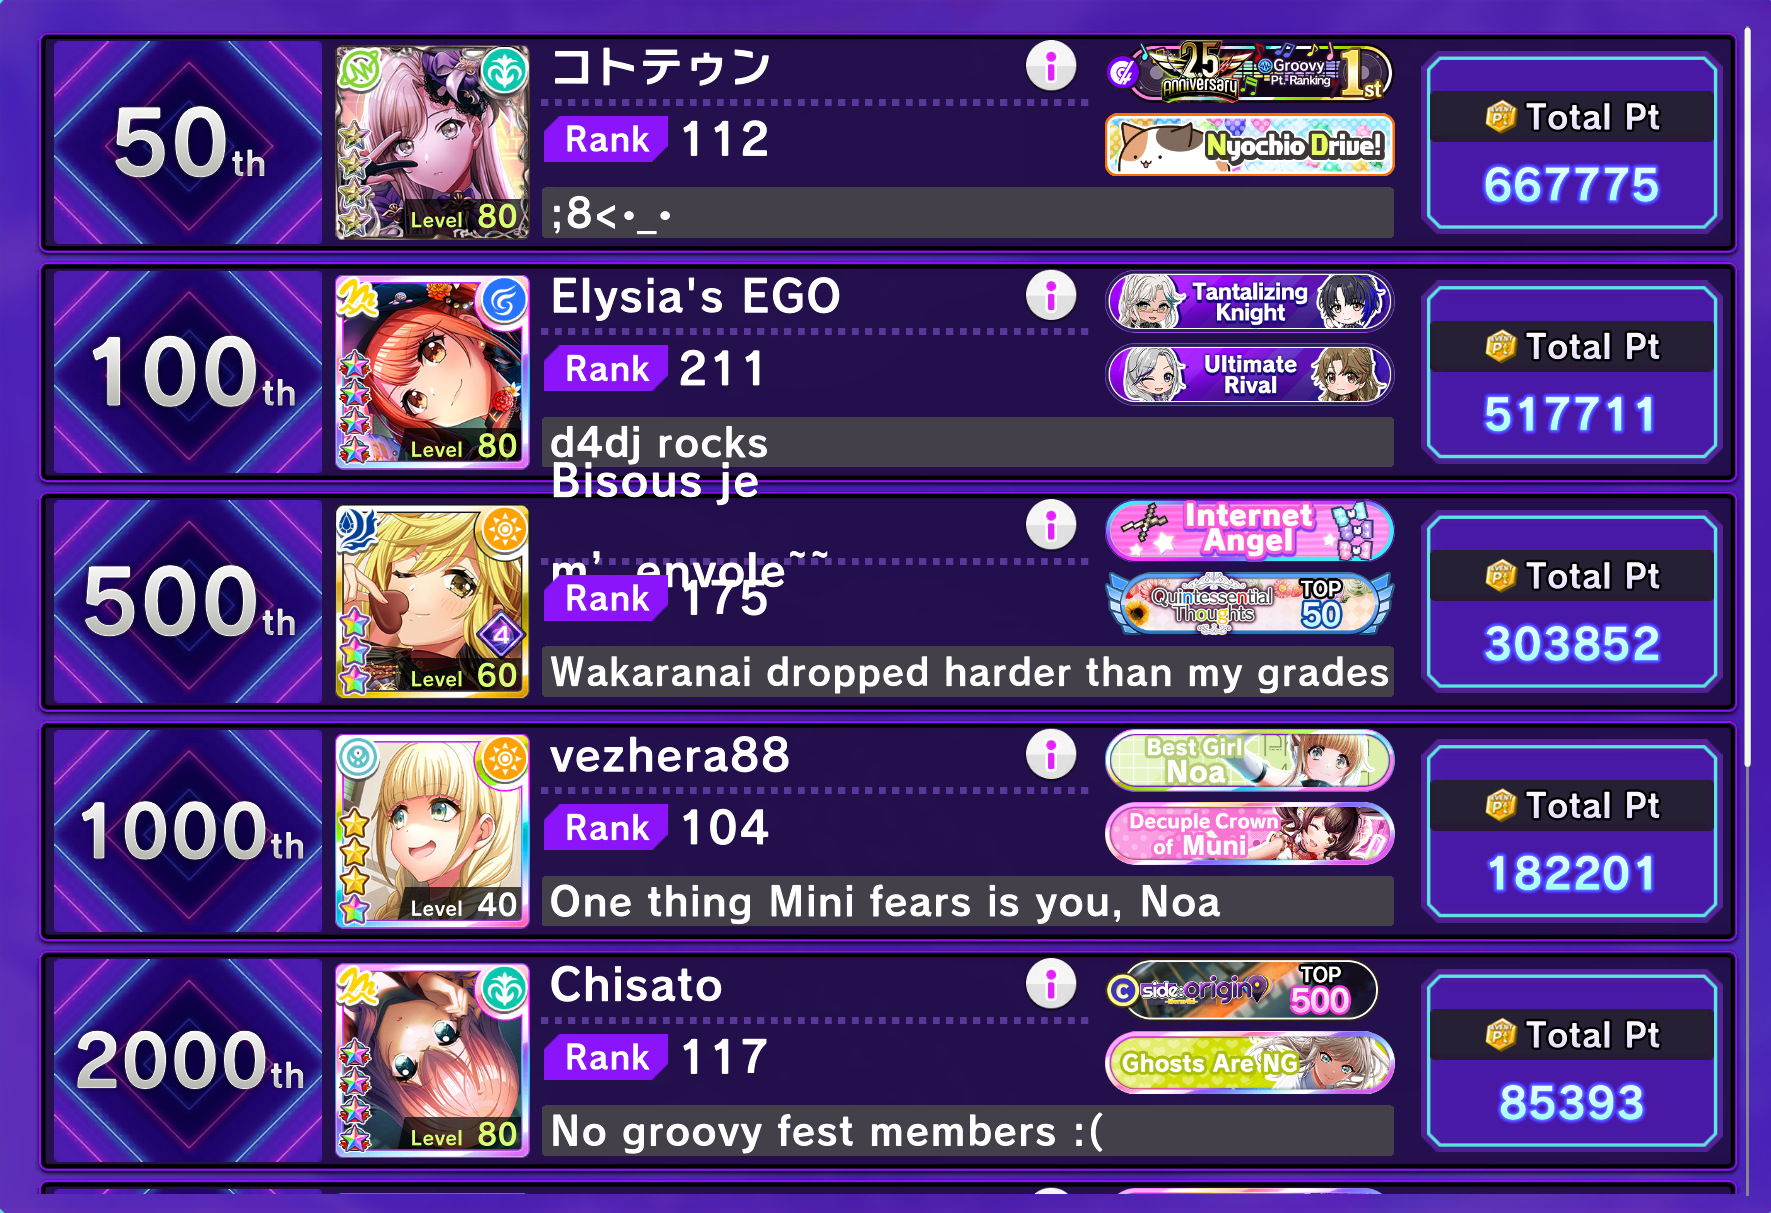 50th
Level 80
コトテゥン
Rank 112
;8<•_•
2.5 Anniversary Groovy Pt. Ranking 1st
Nyochio Drive!
Total Pt
667775
100th
Level 80
Elysia's EGO
Rank 211
d4dj rocks
Tantalizing Knight
Ultimate Rival
Total Pt
517711
500th
4
Level 60
Bisous je
m' envole~~
Rank 175
Wakaranai dropped harder than my grades
Internet Angel
Quintessential Thoughts TOP 50
Total Pt
303852
1000th
Level 40
vezhera88
Rank 104
One thing Mini fears is you, Noa
Best Girl Noa
Decuple Crown of Muni
Total Pt
182201
2000th
Level 80
Chisato
Rank 117
No groovy fest members :(
side:origin TOP 500
Ghosts Are NG
Total Pt
85393